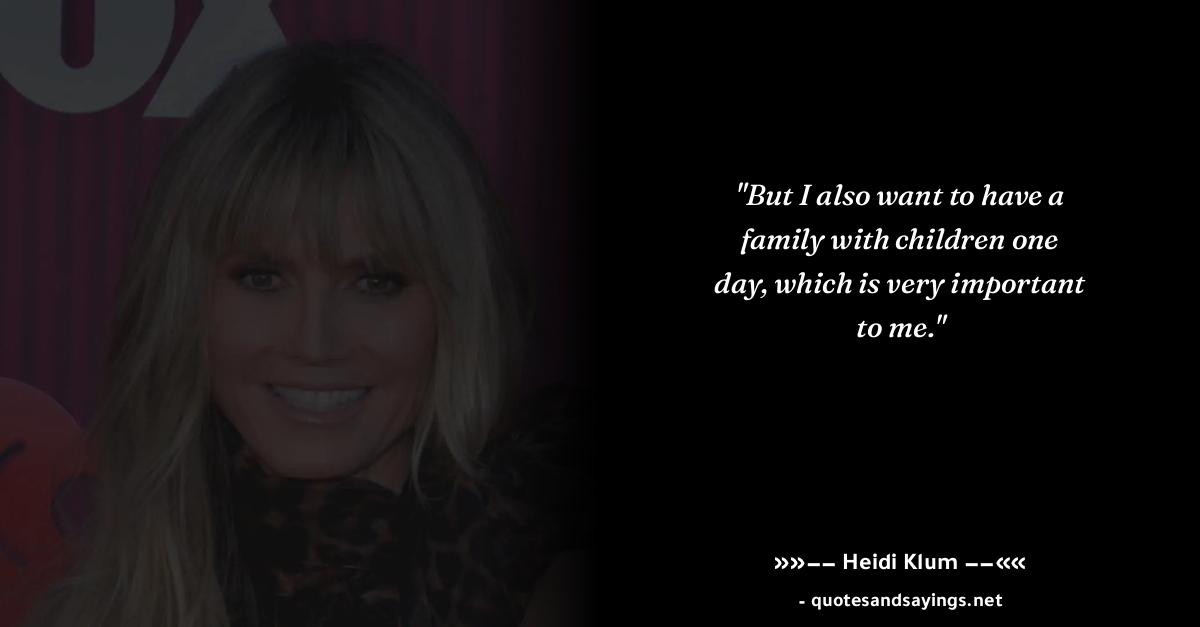 OX
"But I also want to have a
family with children one
day, which is very important
to me."
»»−− Heidi Klum −−««
- quotesandsayings.net